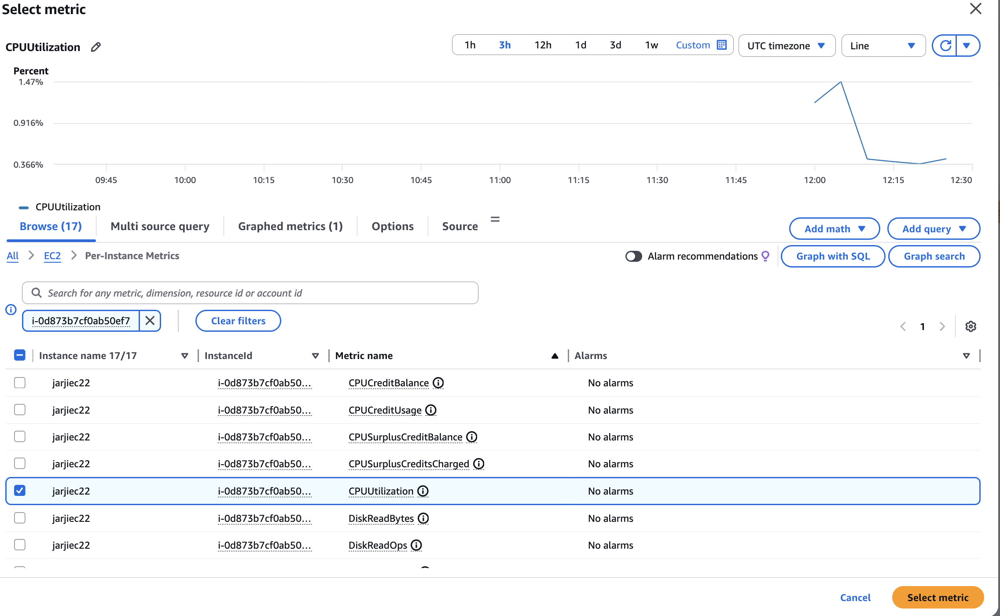 Select metric
CPUUtilization
1h 3h 12h 1d 3d 1w Custom UTC timezone Line
Percent
1.47%
0.916%
0.366%
09:45 10:00 10:15 10:30 10:45 11:00 11:15 11:30 11:45 12:00 12:15 12:30
CPUUtilization
Browse (17) Multi source query Graphed metrics (1) Options Source Add math Add query
All EC2 Per-Instance Metrics Alarm recommendations Graph with SQL Graph search
Search for any metric, dimension, resource id or account id
i-0d873b7cf0ab50ef7 Clear filters 1
Instance name 17/17 InstanceId Metric name Alarms
jarjiec22 i-0d873b7cf0ab50... CPUCreditBalance No alarms
jarjiec22 i-0d873b7cf0ab50... CPUCreditUsage No alarms
jarjiec22 i-0d873b7cf0ab50... CPUSurplusCreditBalance No alarms
jarjiec22 i-0d873b7cf0ab50... CPUSurplusCreditsCharged No alarms
jarjiec22 i-0d873b7cf0ab50... CPUUtilization No alarms
jarjiec22 i-0d873b7cf0ab50... DiskReadBytes No alarms
jarjiec22 i-0d873b7cf0ab50... DiskReadOps No alarms
Cancel Select metric